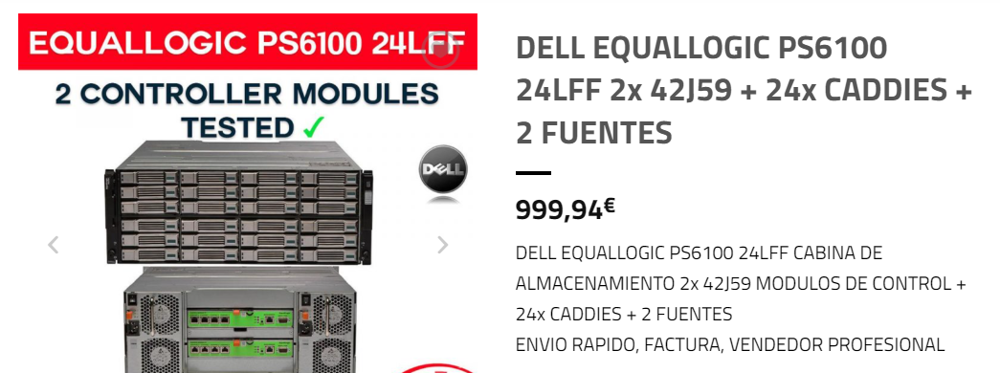 EQUALLOGIC PS6100 24LFF
2 CONTROLLER MODULES
TESTED ✓
DELL
DELL EQUALLOGIC PS6100
24LFF 2x 42J59 + 24x CADDIES +
2 FUENTES
999,94€
DELL EQUALLOGIC PS6100 24LFF CABINA DE
ALMACENAMIENTO 2x 42J59 MODULOS DE CONTROL +
24x CADDIES + 2 FUENTES
ENVIO RAPIDO, FACTURA, VENDEDOR PROFESIONAL